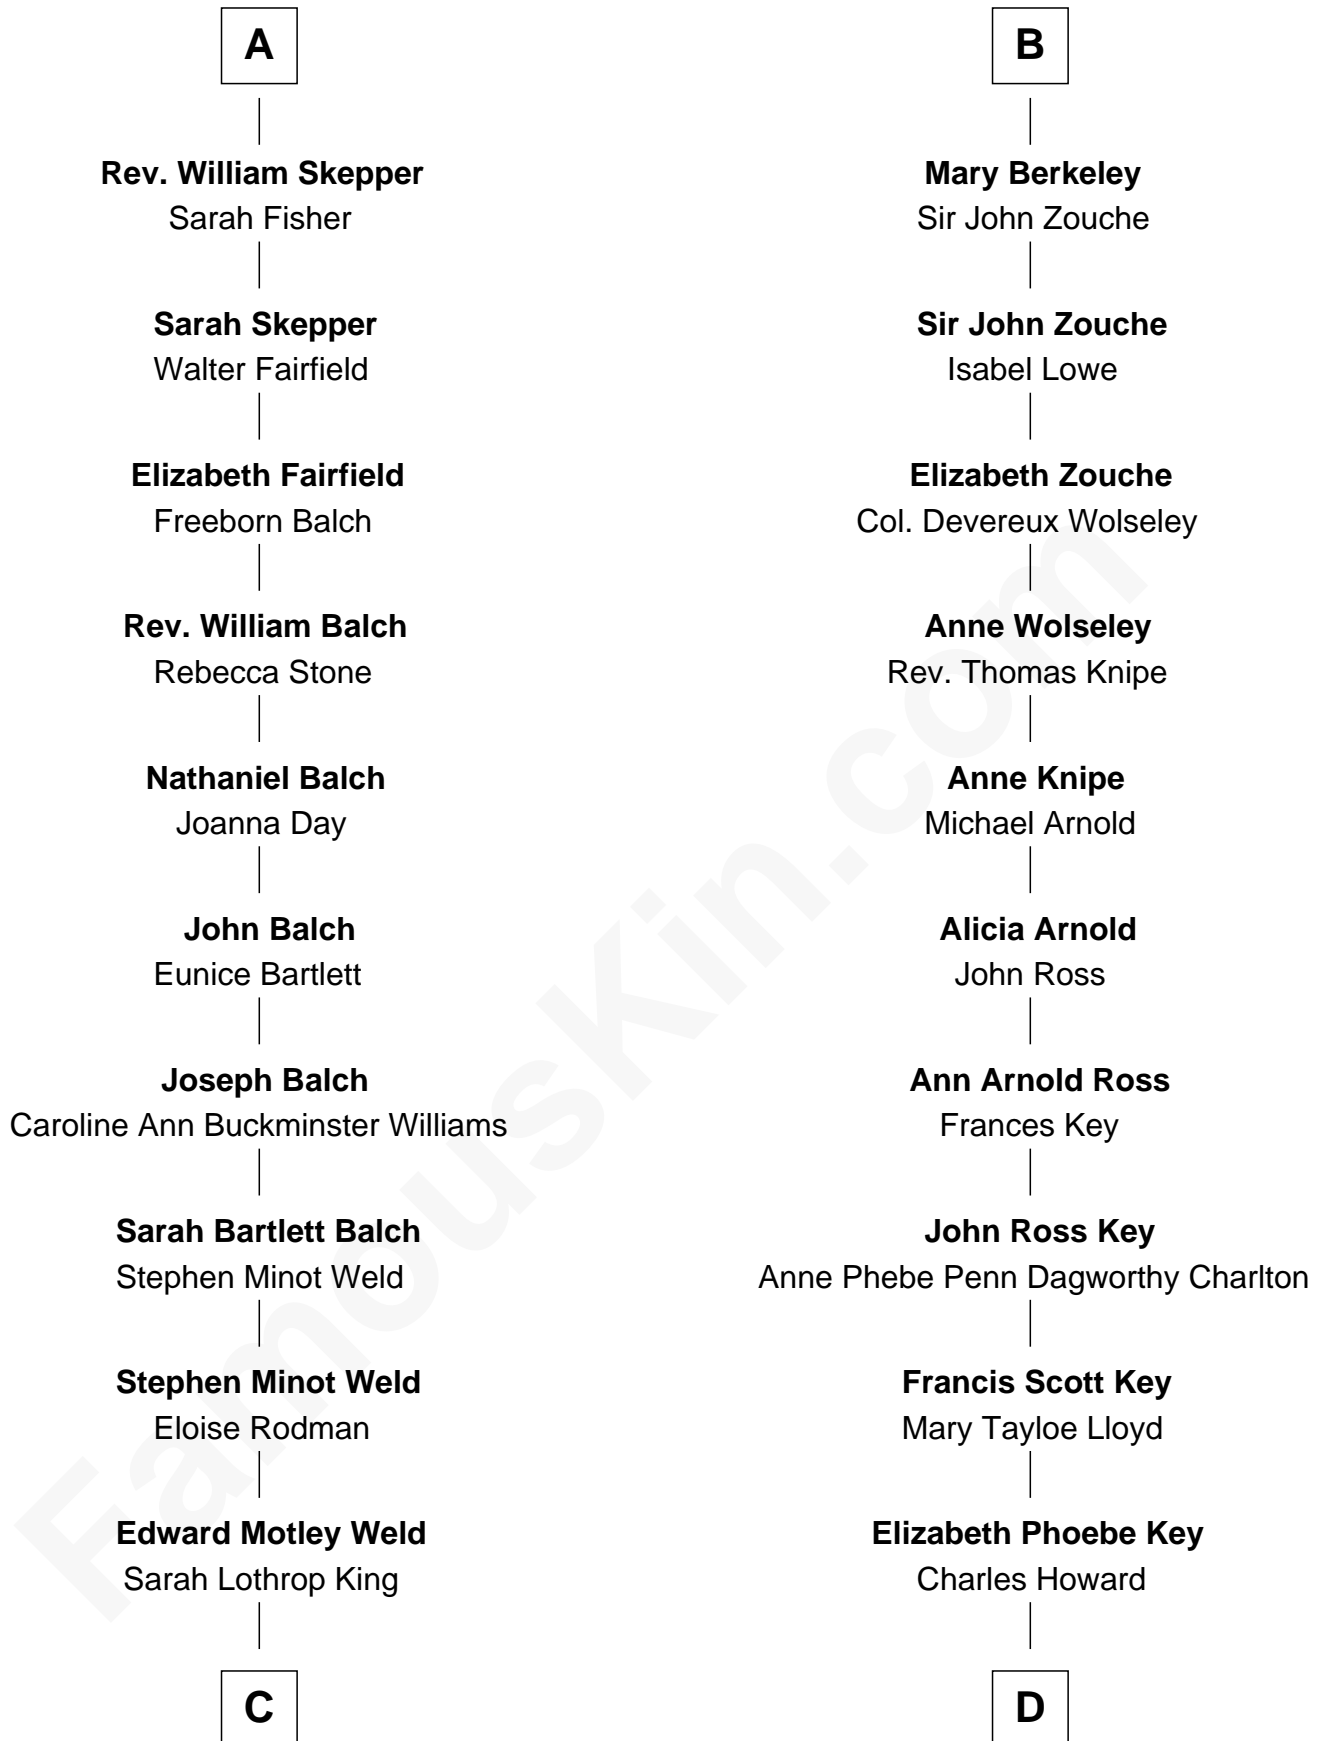 A
Rev. William Skepper
Sarah Fisher
Sarah Skepper
Walter Fairfield
Elizabeth Fairfield
Freeborn Balch
Rev. William Balch
Rebecca Stone
Nathaniel Balch
Joanna Day
John Balch
Eunice Bartlett
Joseph Balch
Caroline Ann Buckminster Williams
Sarah Bartlett Balch
Stephen Minot Weld
Stephen Minot Weld
Eloise Rodman
Edward Motley Weld
Sarah Lothrop King
C
B
Mary Berkeley
Sir John Zouche
Sir John Zouche
Isabel Lowe
Elizabeth Zouche
Col. Devereux Wolseley
Anne Wolseley
Rev. Thomas Knipe
Anne Knipe
Michael Arnold
Alicia Arnold
John Ross
Ann Arnold Ross
Frances Key
John Ross Key
Anne Phebe Penn Dagworthy Charlton
Francis Scott Key
Mary Tayloe Lloyd
Elizabeth Phoebe Key
Charles Howard
D
FamousKin.com